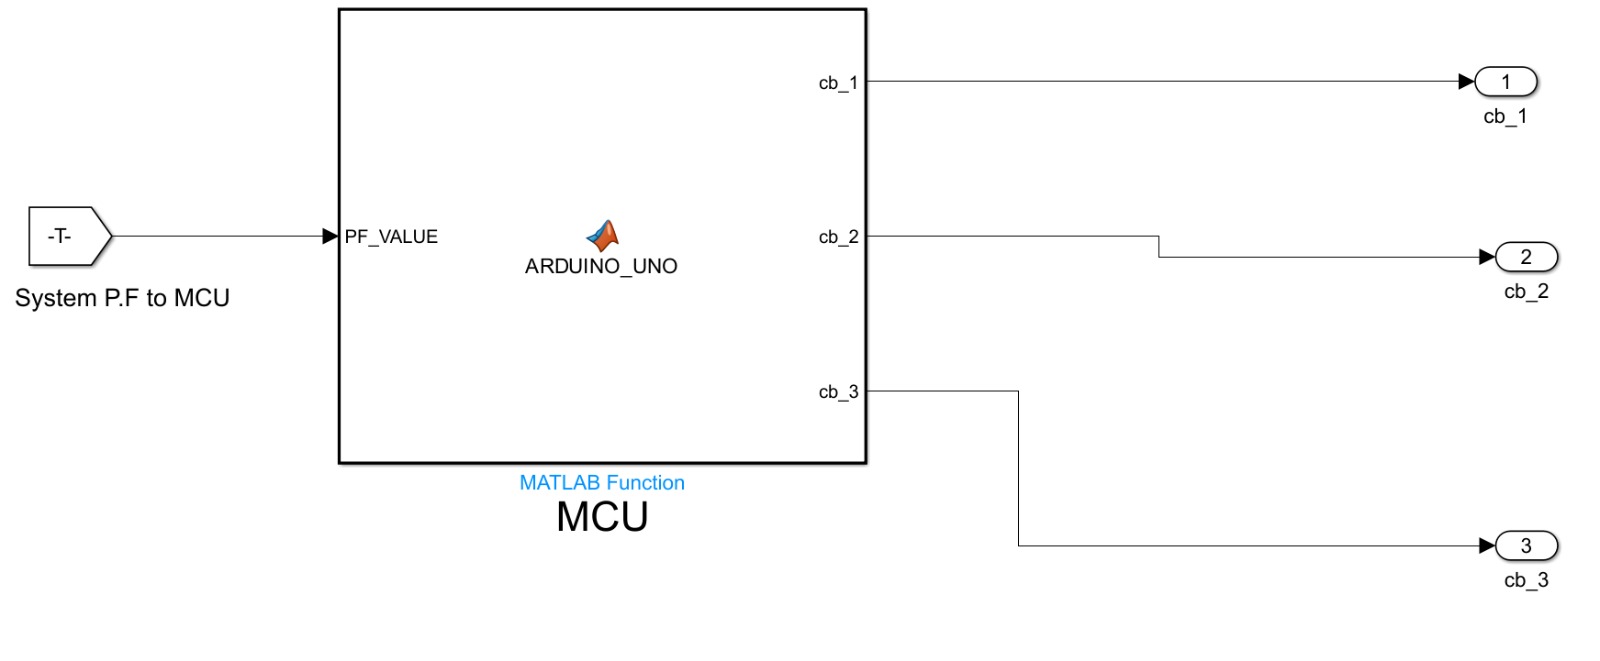 cb_1
1
cb_1
-T-
PF_VALUE
cb_2
2
ARDUINO_UNO
cb_2
System P.F to MCU
cb_3
MATLAB Function
MCU
3
cb_3